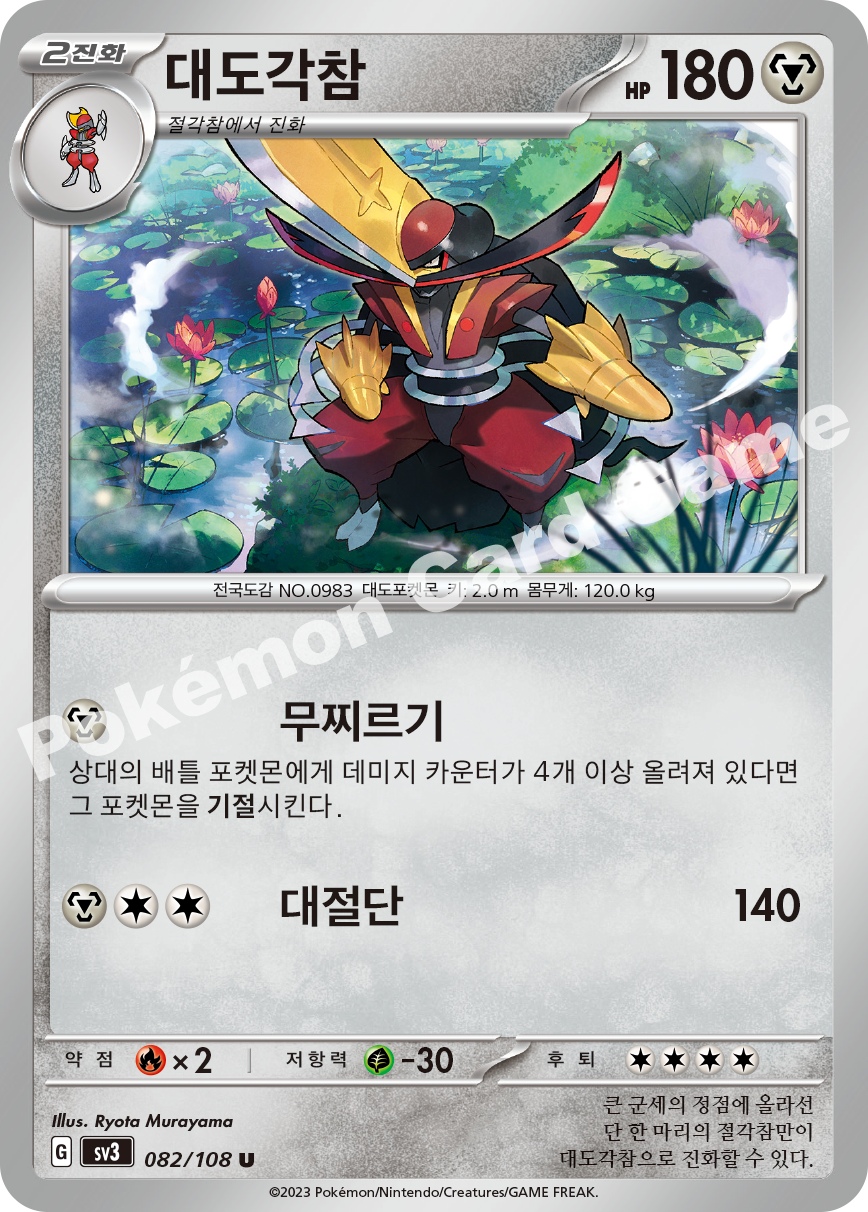 2진화
대도각참
HP 180
절각참에서 진화
전국도감 NO.0983 대도포켓몬 키: 2.0 m 몸무게: 120.0 kg
무찌르기
상대의 배틀 포켓몬에게 데미지 카운터가 4개 이상 올려져 있다면
그 포켓몬을 기절시킨다.
대절단 140
약점 ×2 저항력 -30 후퇴
Illus. Ryota Murayama
큰 군세의 정점에 올라선
단 한 마리의 절각참만이
대도각참으로 진화할 수 있다.
G sv3 082/108 U
©2023 Pokémon/Nintendo/Creatures/GAME FREAK.
Pokémon Card Game